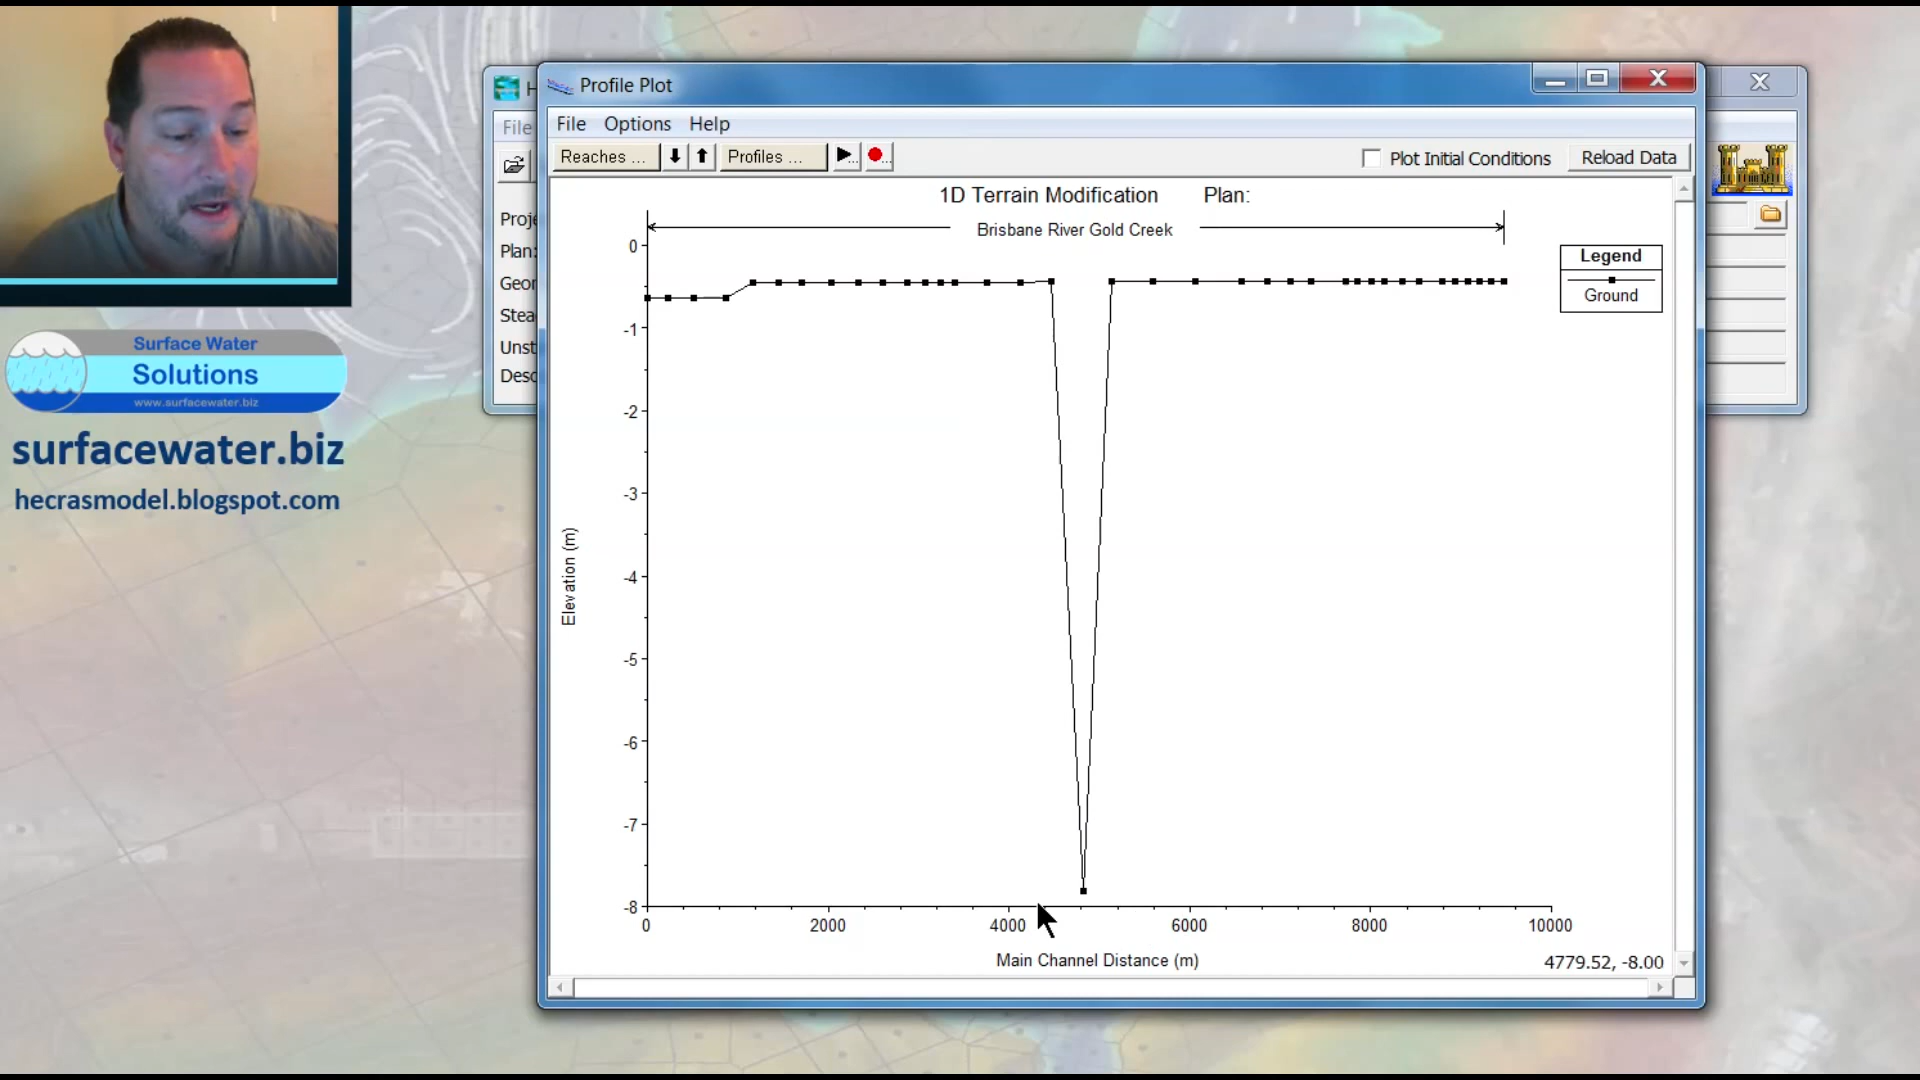 Surface Water
Solutions
www.surfacewater.biz
surfacewater.biz
hecrasmodel.blogspot.com
H
File
Proje
Plan:
Geor
Stea
Unst
Desc
Profile Plot
File Options Help
Reaches ... Profiles ... Plot Initial Conditions Reload Data
1D Terrain Modification Plan:
Brisbane River Gold Creek
Legend
Ground
Elevation (m)
0
-1
-2
-3
-4
-5
-6
-7
-8
0 2000 4000 6000 8000 10000
Main Channel Distance (m)
4779.52, -8.00